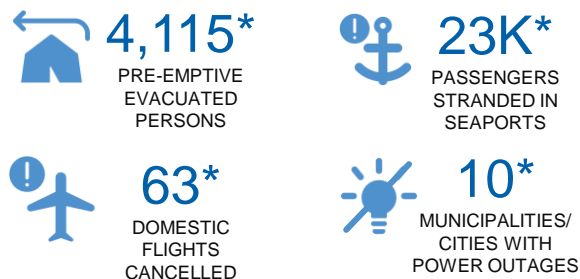 4,115*
PRE-EMPTIVE
EVACUATED
PERSONS
23K*
PASSENGERS
STRANDED IN
SEAPORTS
63*
DOMESTIC
FLIGHTS
CANCELLED
10*
MUNICIPALITIES/
CITIES WITH
POWER OUTAGES